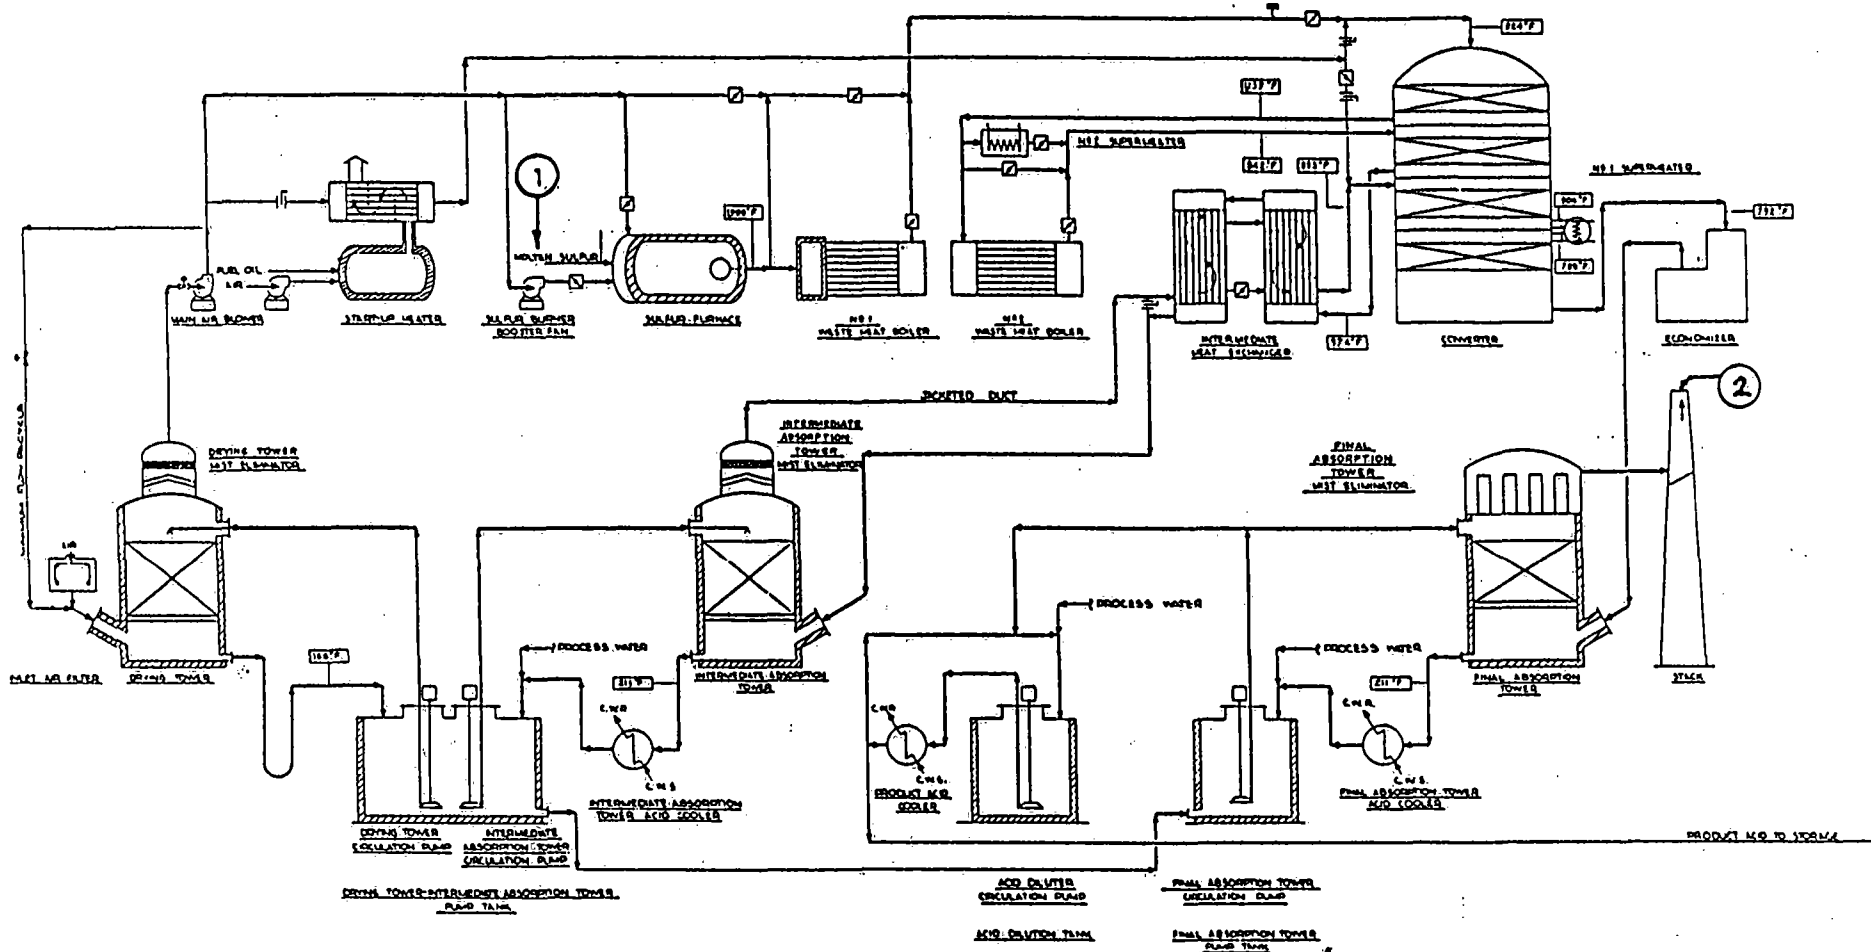 824°F
1137°F
NO 2 SUPERHEATER
NO 1 SUPERHEATER
1
MOLTEN SULFUR
FUEL OIL
AIR
MAIN AIR BLOWER
START-UP HEATER
SULFUR BURNER
BOOSTER FAN
SULFUR FURNACE
NO 1
WASTE HEAT BOILER
NO 2
WASTE HEAT BOILER
INTERMEDIATE
HEAT EXCHANGER
CONVERTER
ECONOMIZER
2
JACKETED DUCT
DRYING TOWER
MIST ELIMINATOR
INTERMEDIATE
ABSORPTION
TOWER
MIST ELIMINATOR
FINAL
ABSORPTION
TOWER
MIST ELIMINATOR
AIR
PROCESS WATER
PROCESS WATER
PROCESS WATER
INLET AIR FILTER
DRYING TOWER
INTERMEDIATE ABSORPTION
TOWER
FINAL ABSORPTION
TOWER
STACK
211°F
C.W.R.
C.W.S.
INTERMEDIATE ABSORPTION
TOWER ACID COOLER
C.W.R.
C.W.S.
PRODUCT ACID
COOLER
C.W.R.
C.W.S.
FINAL ABSORPTION TOWER
ACID COOLER
PRODUCT ACID TO STORAGE
DRYING TOWER
CIRCULATION PUMP
INTERMEDIATE
ABSORPTION TOWER
CIRCULATION PUMP
DRYING TOWER-INTERMEDIATE ABSORPTION TOWER
PUMP TANK
ACID DILUTER
CIRCULATION PUMP
ACID DILUTION TANK
FINAL ABSORPTION TOWER
CIRCULATION PUMP
FINAL ABSORPTION TOWER
PUMP TANK